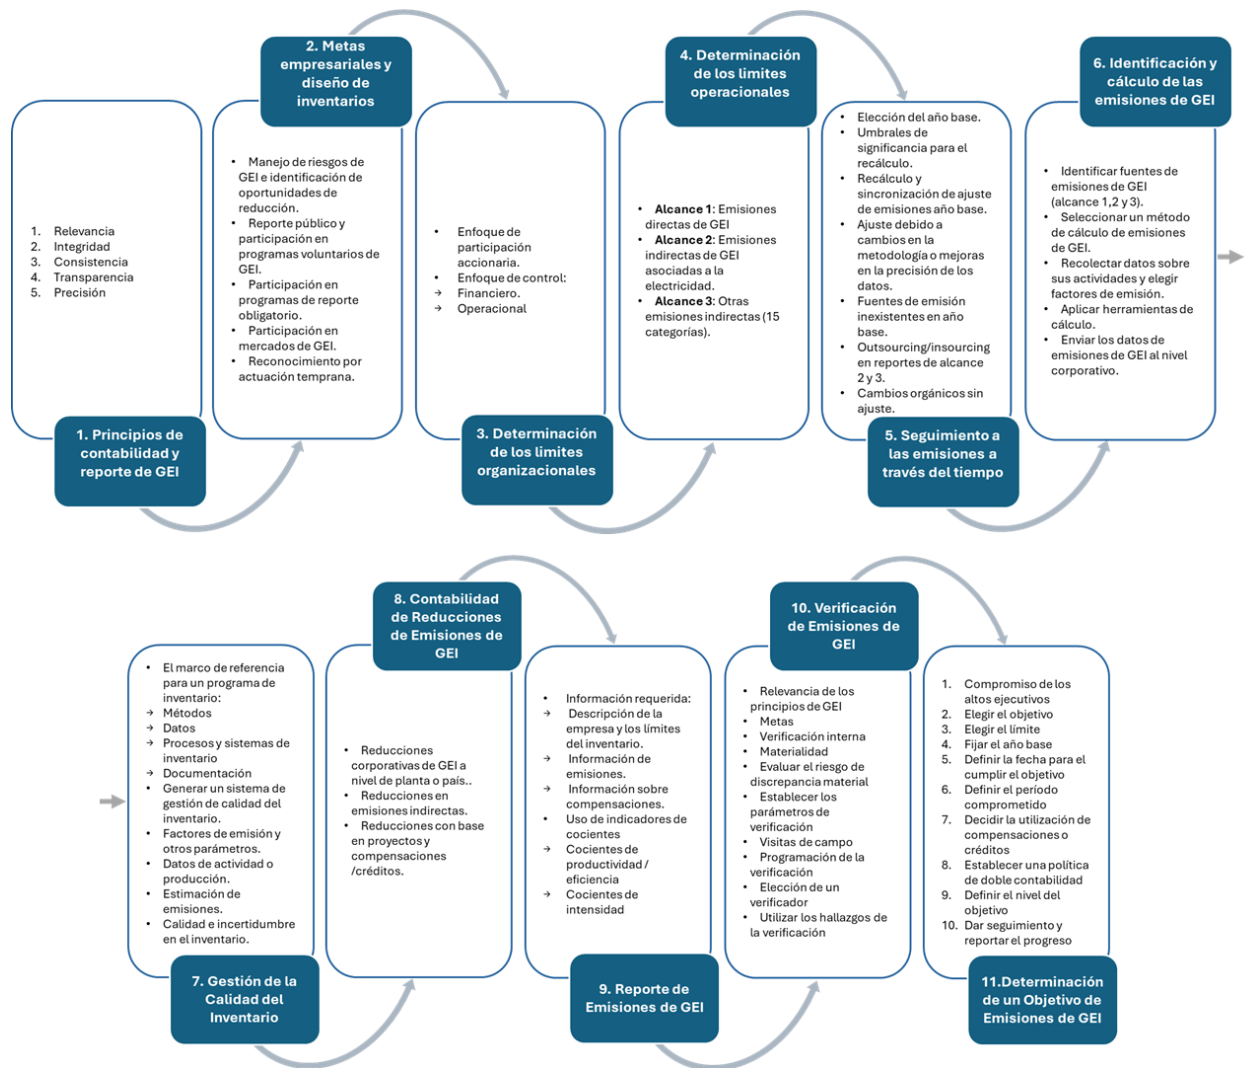 1. Relevancia
2. Integridad
3. Consistencia
4. Transparencia
5. Precisión
1. Principios de
contabilidad y
reporte de GEI
2. Metas
empresariales y
diseño de
inventarios
• Manejo de riesgos de
GEI e identificación de
oportunidades de
reducción.
• Reporte público y
participación en
programas voluntarios de
GEI.
• Participación en
programas de reporte
obligatorio.
• Participación en
mercados de GEI.
• Reconocimiento por
actuación temprana.
• Enfoque de
participación
accionaria.
• Enfoque de control:
→ Financiero.
→ Operacional
3. Determinación
de los limites
organizacionales
4. Determinación
de los limites
operacionales
• Alcance 1: Emisiones
directas de GEI
• Alcance 2: Emisiones
indirectas de GEI
asociadas a la
electricidad.
• Alcance 3: Otras
emisiones indirectas (15
categorías).
• Elección del año base.
• Umbrales de
significancia para el
recálculo.
• Recálculo y
sincronización de ajuste
de emisiones año base.
• Ajuste debido a
cambios en la
metodología o mejoras
en la precisión de los
datos.
• Fuentes de emisión
inexistentes en año
base.
• Outsourcing/insourcing
en reportes de alcance
2 y 3.
• Cambios orgánicos sin
ajuste.
5. Seguimiento a
las emisiones a
través del tiempo
6. Identificación y
cálculo de las
emisiones de GEI
• Identificar fuentes de
emisiones de GEI
(alcance 1,2 y 3).
• Seleccionar un método
de cálculo de emisiones
de GEI.
• Recolectar datos sobre
sus actividades y elegir
factores de emisión.
• Aplicar herramientas de
cálculo.
• Enviar los datos de
emisiones de GEI al nivel
corporativo.
• El marco de referencia
para un programa de
inventario:
→ Métodos
→ Datos
→ Procesos y sistemas de
inventario
→ Documentación
• Generar un sistema de
gestión de calidad del
inventario.
• Factores de emisión y
otros parámetros.
• Datos de actividad o
producción.
• Estimación de
emisiones.
• Calidad e incertidumbre
en el inventario.
7. Gestión de la
Calidad del
Inventario
8. Contabilidad
de Reducciones
de Emisiones de
GEI
• Reducciones
corporativas de GEI a
nivel de planta o país..
• Reducciones en
emisiones indirectas.
• Reducciones con base
en proyectos y
compensaciones
/créditos.
• Información requerida:
→ Descripción de la
empresa y los límites
del inventario.
→ Información de
emisiones.
→ Información sobre
compensaciones.
• Uso de indicadores de
cocientes
→ Cocientes de
productividad /
eficiencia
→ Cocientes de
intensidad
9. Reporte de
Emisiones de GEI
10. Verificación
de Emisiones de
GEI
• Relevancia de los
principios de GEI
• Metas
• Verificación interna
• Materialidad
• Evaluar el riesgo de
discrepancia material
• Establecer los
parámetros de
verificación
• Visitas de campo
• Programación de la
verificación
• Elección de un
verificador
• Utilizar los hallazgos de
la verificación
1. Compromiso de los
altos ejecutivos
2. Elegir el objetivo
3. Elegir el límite
4. Fijar el año base
5. Definir la fecha para el
cumplir el objetivo
6. Definir el período
comprometido
7. Decidir la utilización de
compensaciones o
créditos
8. Establecer una política
de doble contabilidad
9. Definir el nivel del
objetivo
10. Dar seguimiento y
reportar el progreso
11.Determinación
de un Objetivo de
Emisiones de GEI